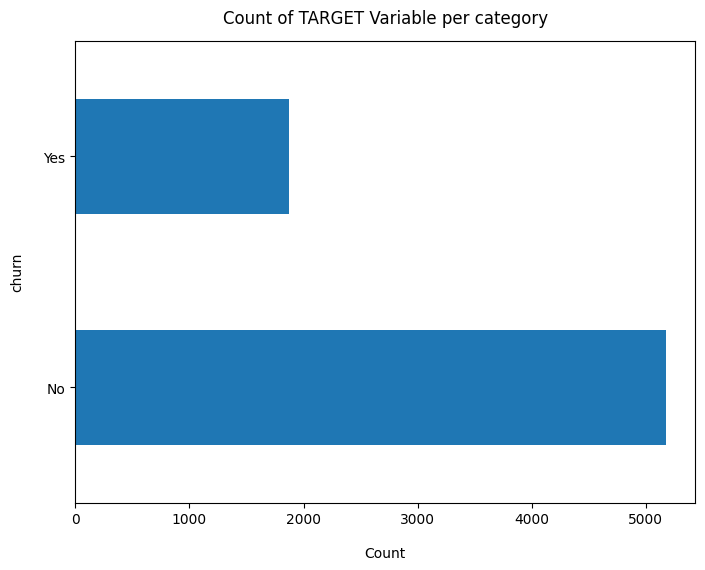 Count of TARGET Variable per category
Yes
No
churn
0 1000 2000 3000 4000 5000
Count